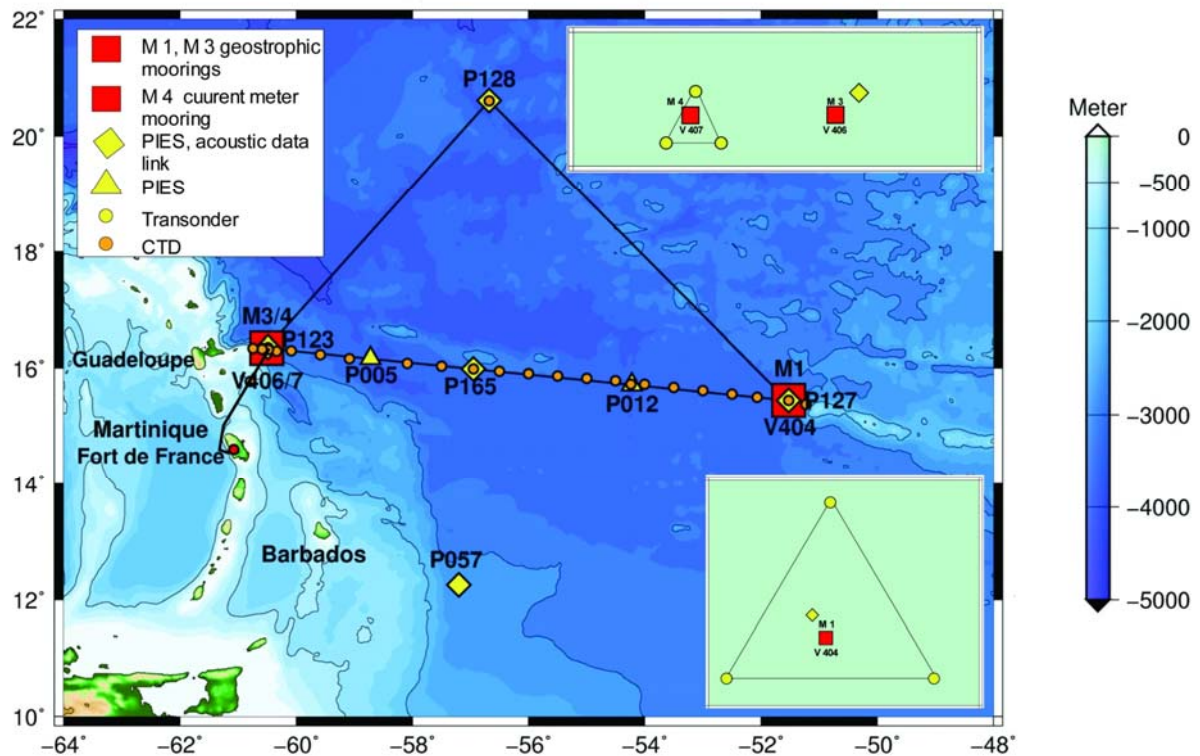 22°
20°
18°
16°
14°
12°
10°
M 1, M 3 geostrophic
moorings
M 4 cuurent meter
mooring
PIES, acoustic data
link
PIES
Transonder
CTD
P128
M 4
V 407
M 3
V 406
Meter
0
−500
−1000
−2000
−3000
−4000
−5000
M3/4
P123
Guadeloupe
V406/7
P005
P165
P012
M1
P127
V404
Martinique
Fort de France
Barbados
P057
M 1
V 404
−64° −62° −60° −58° −56° −54° −52° −50° −48°